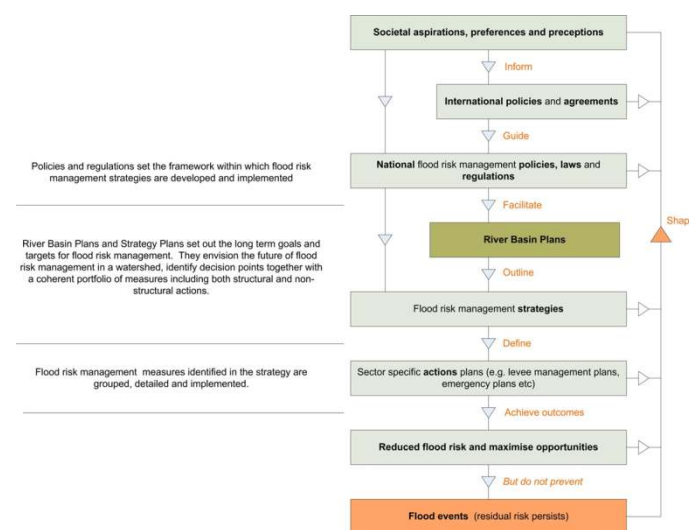 Societal aspirations, preferences and preceptions
Inform
International policies and agreements
Guide
Policies and regulations set the framework within which flood risk
management strategies are developed and implemented
National flood risk management policies, laws and
regulations
Facilitate
Shap
River Basin Plans and Strategy Plans set out the long term goals and
targets for flood risk management. They envision the future of flood
risk management in a watershed, identify decision points together with
a coherent portfolio of measures including both structural and non-
structural actions.
River Basin Plans
Outline
Flood risk management strategies
Define
Flood risk management measures identified in the strategy are
grouped, detailed and implemented.
Sector specific actions plans (e.g. levee management plans,
emergency plans etc)
Achieve outcomes
Reduced flood risk and maximise opportunities
But do not prevent
Flood events (residual risk persists)